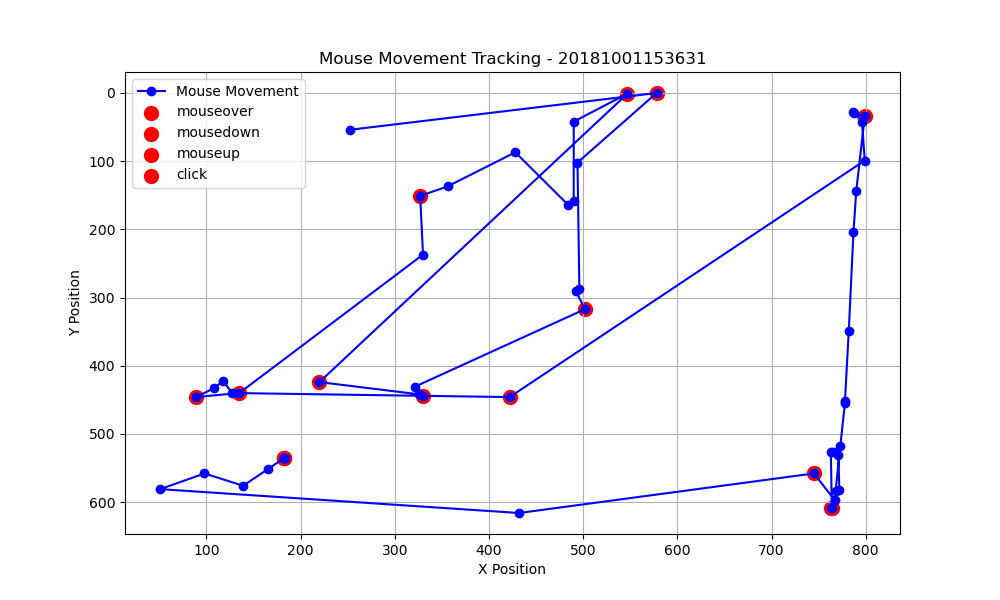 Mouse Movement Tracking - 20181001153631
Mouse Movement
mouseover
mousedown
mouseup
click
Y Position
0
100
200
300
400
500
600
100 200 300 400 500 600 700 800
X Position